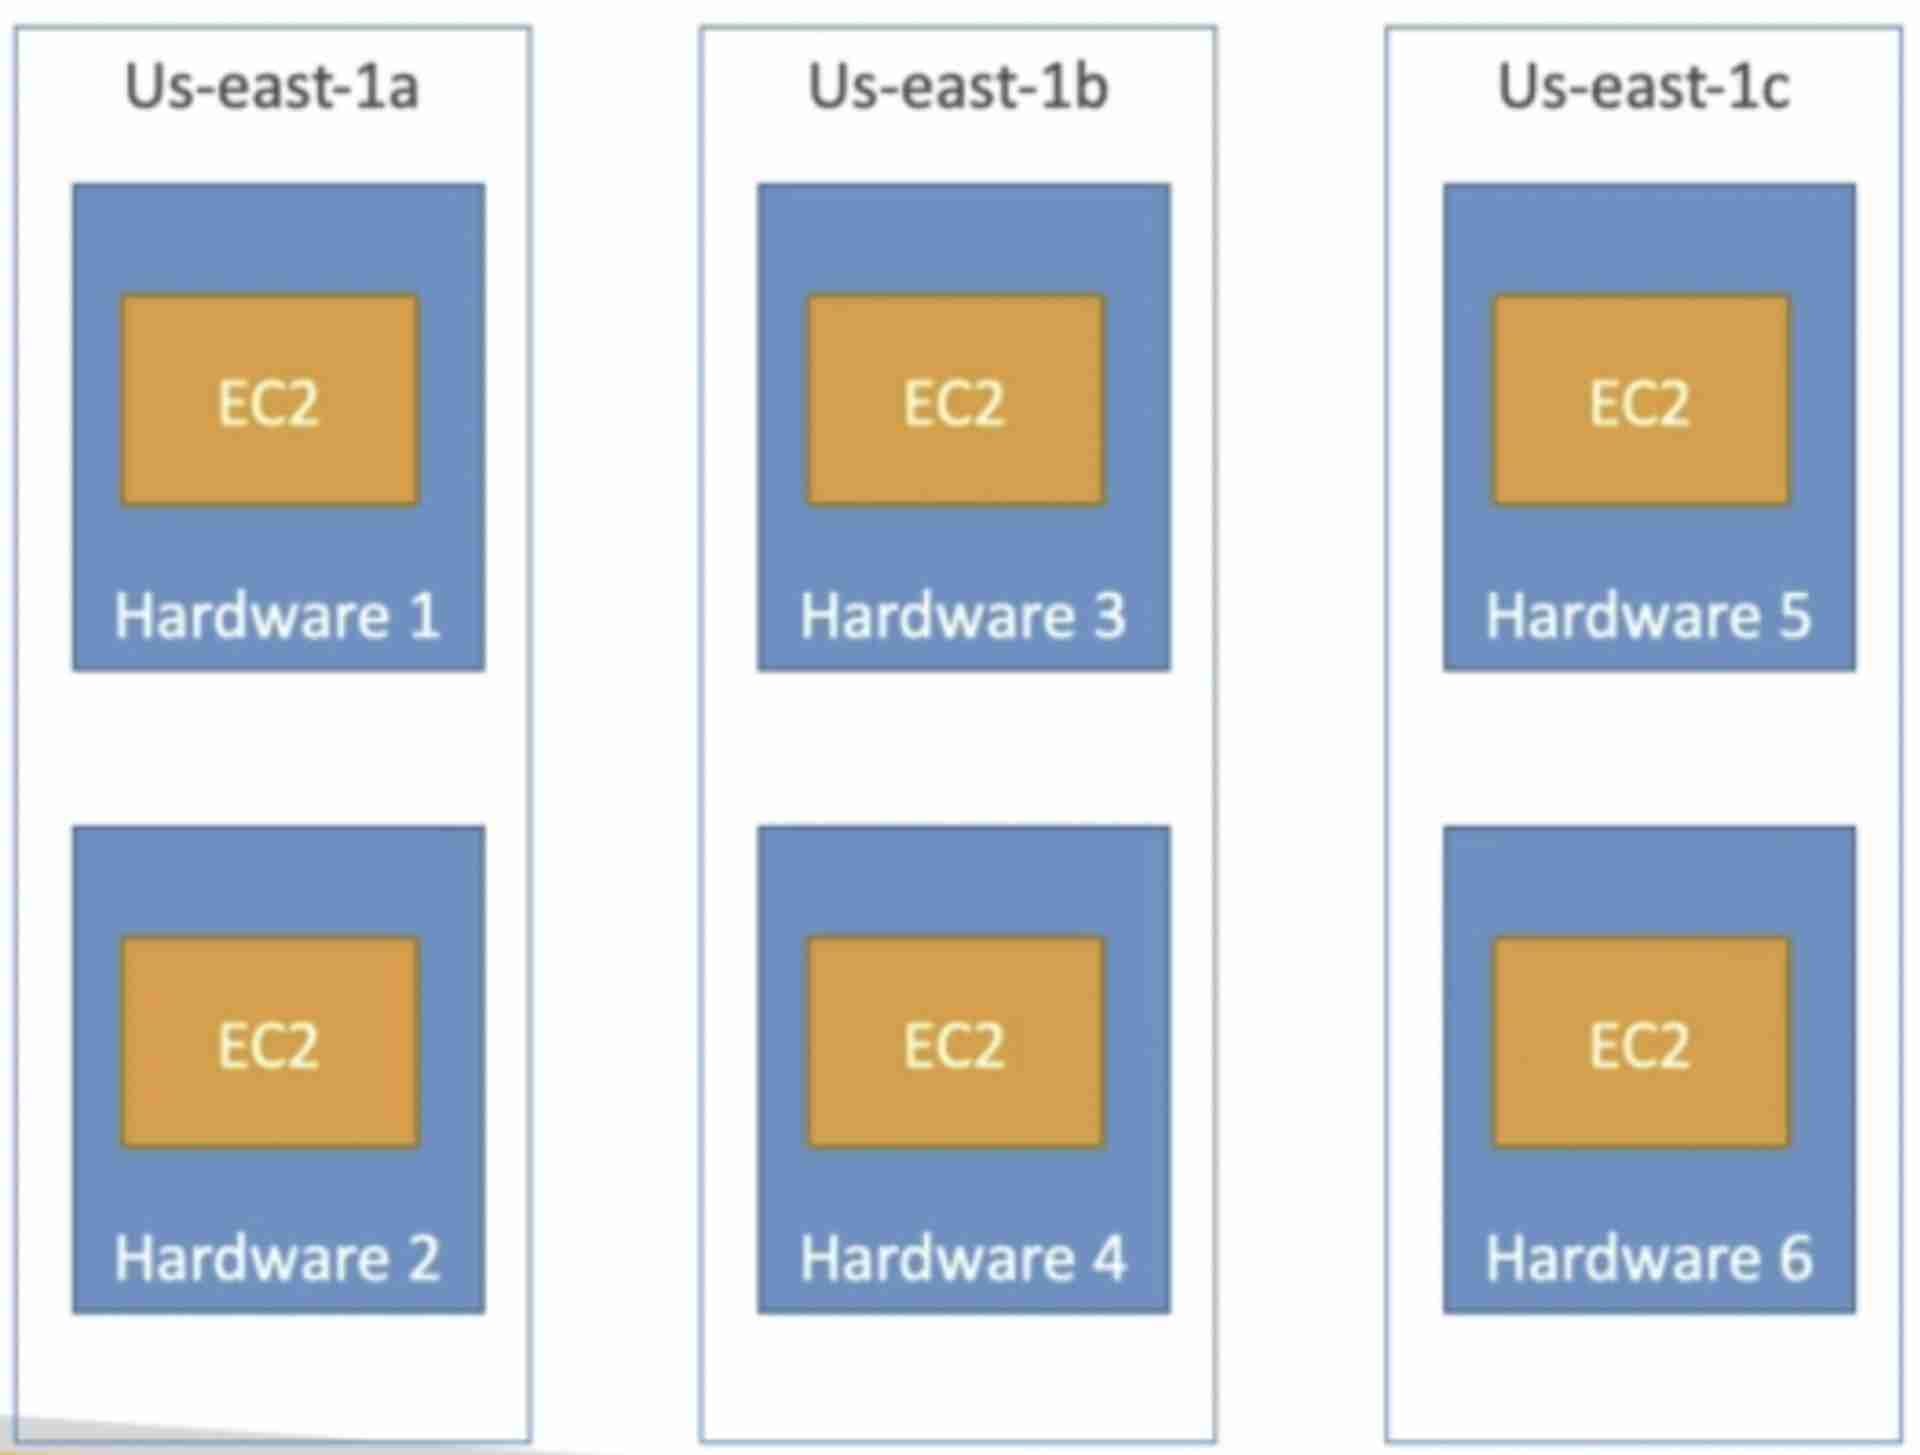 Us-east-1a
EC2
Hardware 1
EC2
Hardware 2
Us-east-1b
EC2
Hardware 3
EC2
Hardware 4
Us-east-1c
EC2
Hardware 5
EC2
Hardware 6